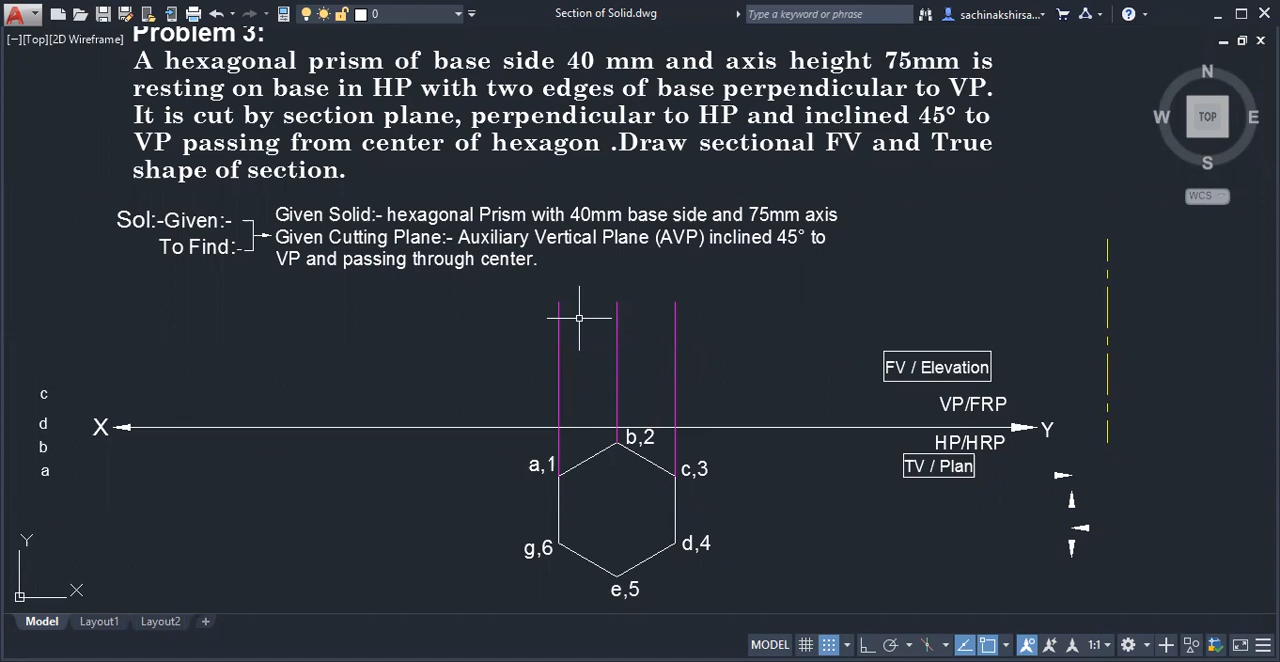 0
Section of Solid.dwg
Type a keyword or phrase
sachinakshirsa...
[−][Top][2D Wireframe]
Problem 3:
A hexagonal prism of base side 40 mm and axis height 75mm is
resting on base in HP with two edges of base perpendicular to VP.
It is cut by section plane, perpendicular to HP and inclined 45° to
VP passing from center of hexagon .Draw sectional FV and True
shape of section.
N
W
TOP
E
S
WCS
Sol:-Given:-
To Find:-
Given Solid:- hexagonal Prism with 40mm base side and 75mm axis
Given Cutting Plane:- Auxiliary Vertical Plane (AVP) inclined 45° to
VP and passing through center.
FV / Elevation
c
VP/FRP
d
X
Y
b
b,2
HP/HRP
a
a,1
c,3
TV / Plan
g,6
d,4
e,5
Y
X
Model
Layout1
Layout2
+
MODEL
1:1